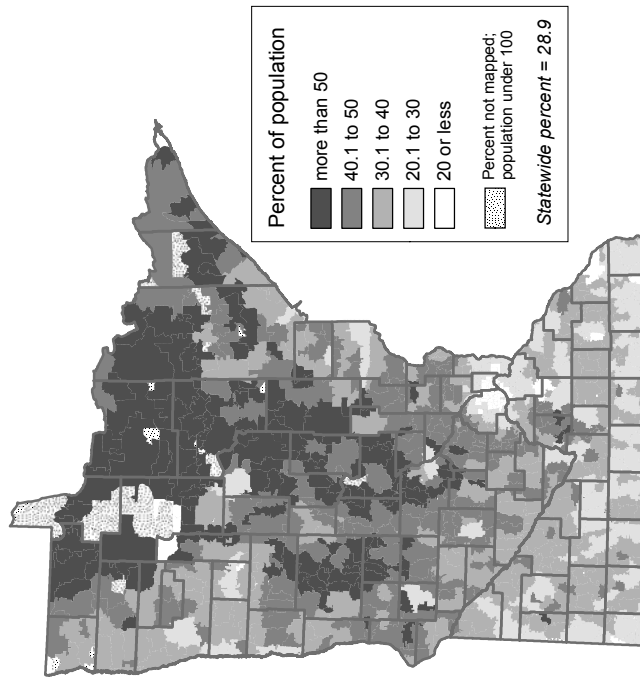 Percent of population
more than 50
40.1 to 50
30.1 to 40
20.1 to 30
20 or less
Percent not mapped;
population under 100
Statewide percent = 28.9